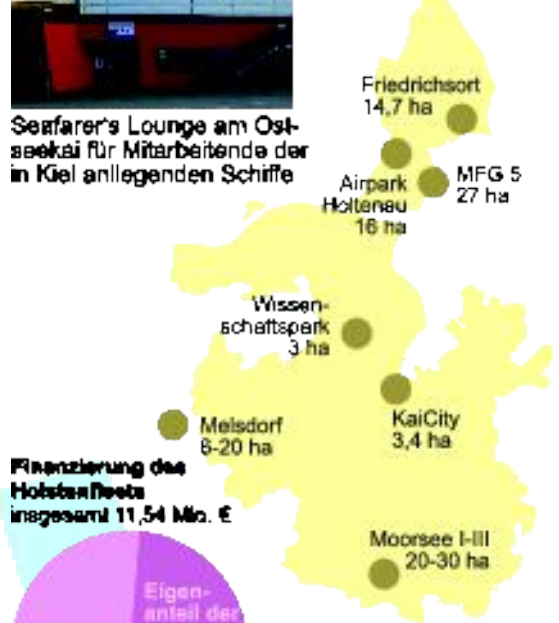 Seafarer's Lounge am Ost-
seekai für Mitarbeitende der
in Kiel anliegenden Schiffe
Friedrichsort
14,7 ha
Airpark
Holtenau
16 ha
MFG 5
27 ha
Wissen-
schaftspark
3 ha
KaiCity
3,4 ha
Melsdorf
6-20 ha
Moorsee I-III
20-30 ha
Finanzierung des
Holstenfleets
insgesamt 11,54 Mio. €
Eigen-
anteil der